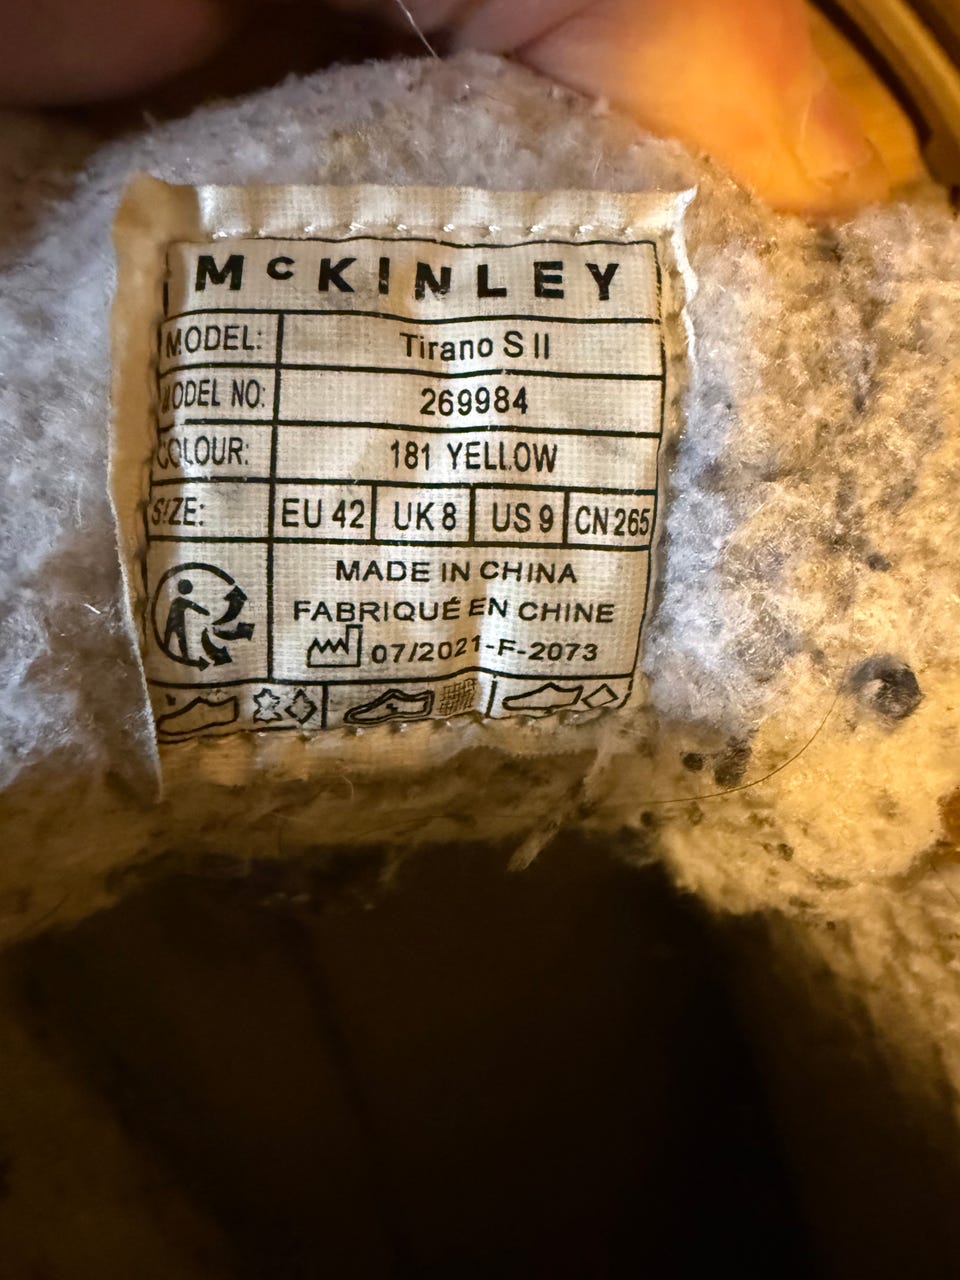 McKINLEY
MODEL: Tirano S II
MODEL NO: 269984
COLOUR: 181 YELLOW
SIZE: EU 42 UK 8 US 9 CN 265
MADE IN CHINA
FABRIQUÉ EN CHINE
07/2021-F-2073